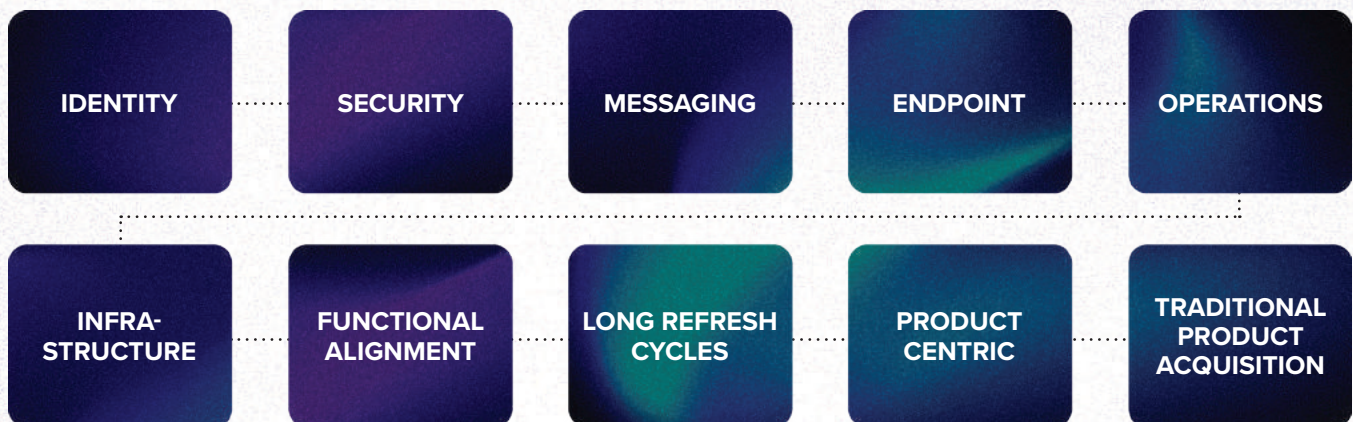 IDENTITY
SECURITY
MESSAGING
ENDPOINT
OPERATIONS
INFRA-
STRUCTURE
FUNCTIONAL
ALIGNMENT
LONG REFRESH
CYCLES
PRODUCT
CENTRIC
TRADITIONAL
PRODUCT
ACQUISITION